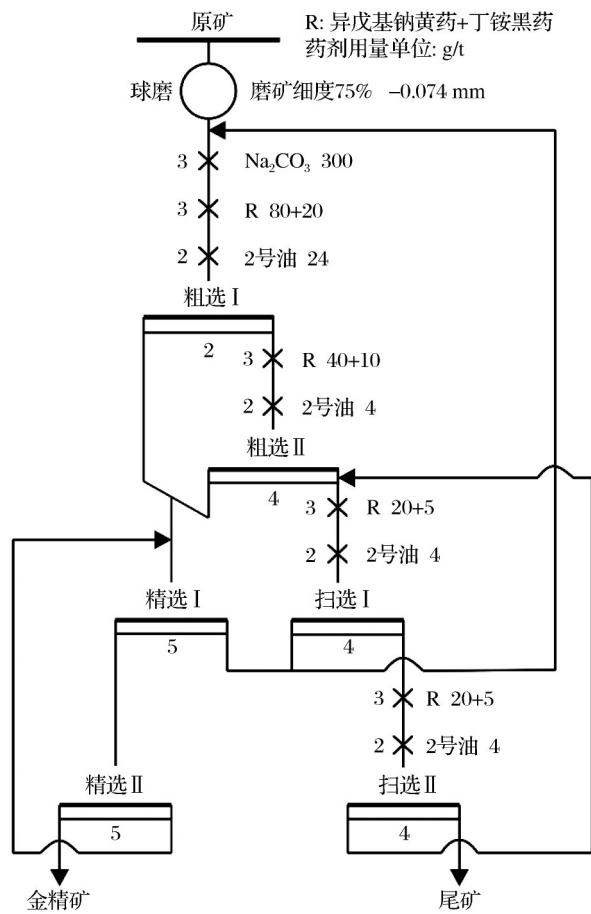 原矿
R: 异戊基钠黄药+丁铵黑药
药剂用量单位: g/t
球磨
磨矿细度75% -0.074 mm
3 Na₂CO₃ 300
3 R 80+20
2 2号油 24
粗选Ⅰ
2
3 R 40+10
2 2号油 4
粗选Ⅱ
4
3 R 20+5
2 2号油 4
精选Ⅰ
扫选Ⅰ
5
4
3 R 20+5
2 2号油 4
精选Ⅱ
扫选Ⅱ
5
4
金精矿
尾矿